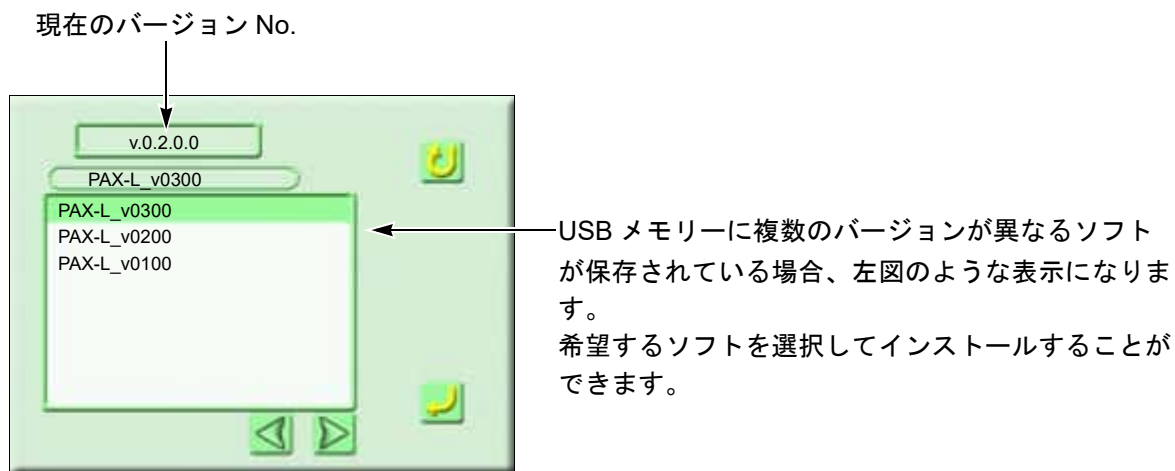 現在のバージョン No.
v.0.2.0.0
PAX-L_v0300
PAX-L_v0300
PAX-L_v0200
PAX-L_v0100
USB メモリーに複数のバージョンが異なるソフト
が保存されている場合、左図のような表示になりま
す。
希望するソフトを選択してインストールすることが
できます。